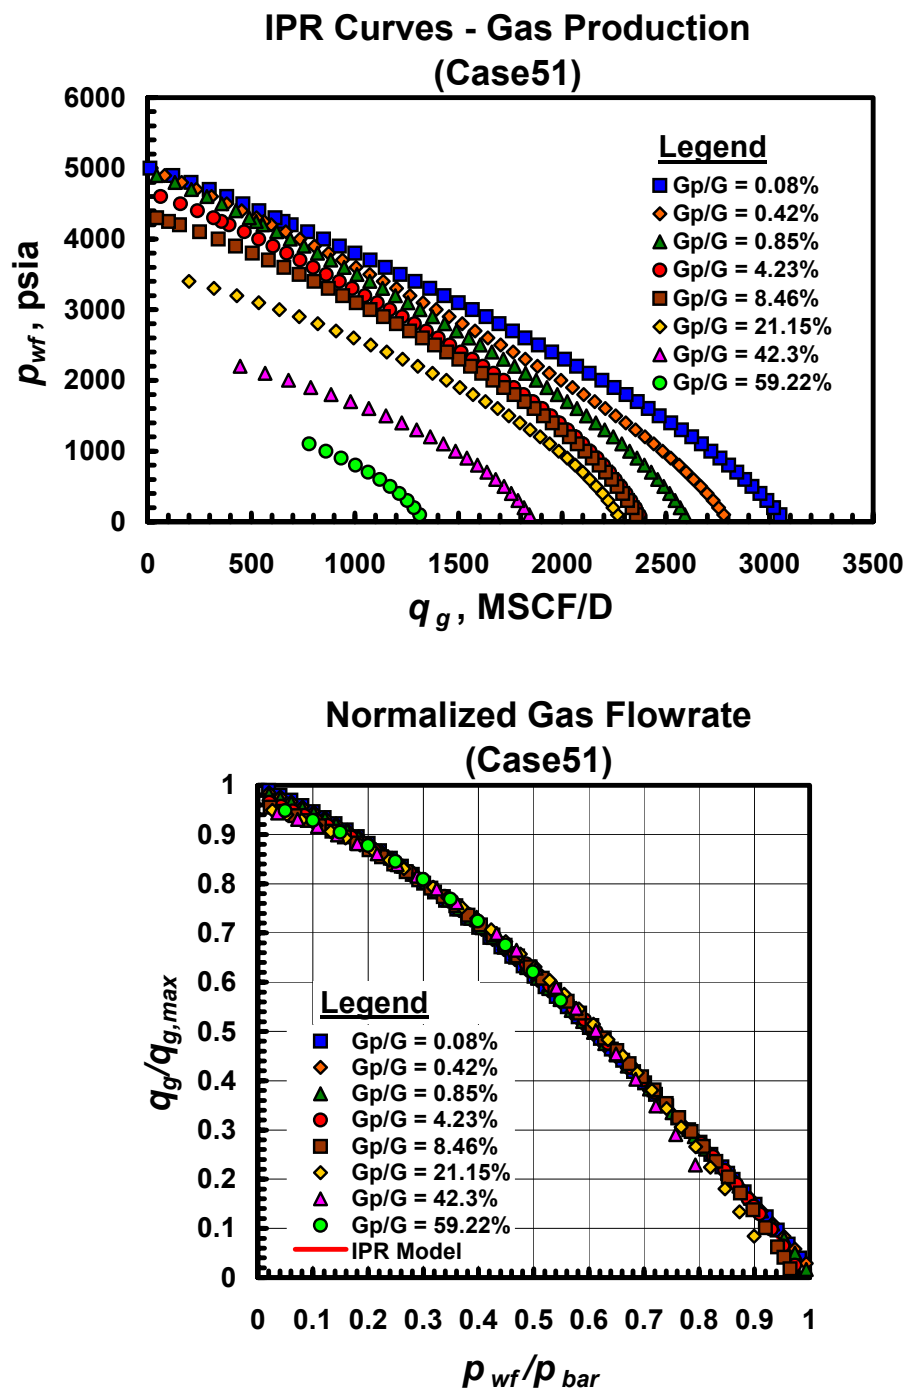 IPR Curves - Gas Production
(Case51)
6000
5000
4000
3000
2000
1000
0
p_wf, psia
Legend
Gp/G = 0.08%
Gp/G = 0.42%
Gp/G = 0.85%
Gp/G = 4.23%
Gp/G = 8.46%
Gp/G = 21.15%
Gp/G = 42.3%
Gp/G = 59.22%
0 500 1000 1500 2000 2500 3000 3500
q_g, MSCF/D
Normalized Gas Flowrate
(Case51)
1
0.9
0.8
0.7
0.6
0.5
0.4
0.3
0.2
0.1
0
q_g/q_g,max
Legend
Gp/G = 0.08%
Gp/G = 0.42%
Gp/G = 0.85%
Gp/G = 4.23%
Gp/G = 8.46%
Gp/G = 21.15%
Gp/G = 42.3%
Gp/G = 59.22%
IPR Model
0 0.1 0.2 0.3 0.4 0.5 0.6 0.7 0.8 0.9 1
p_wf/p_bar